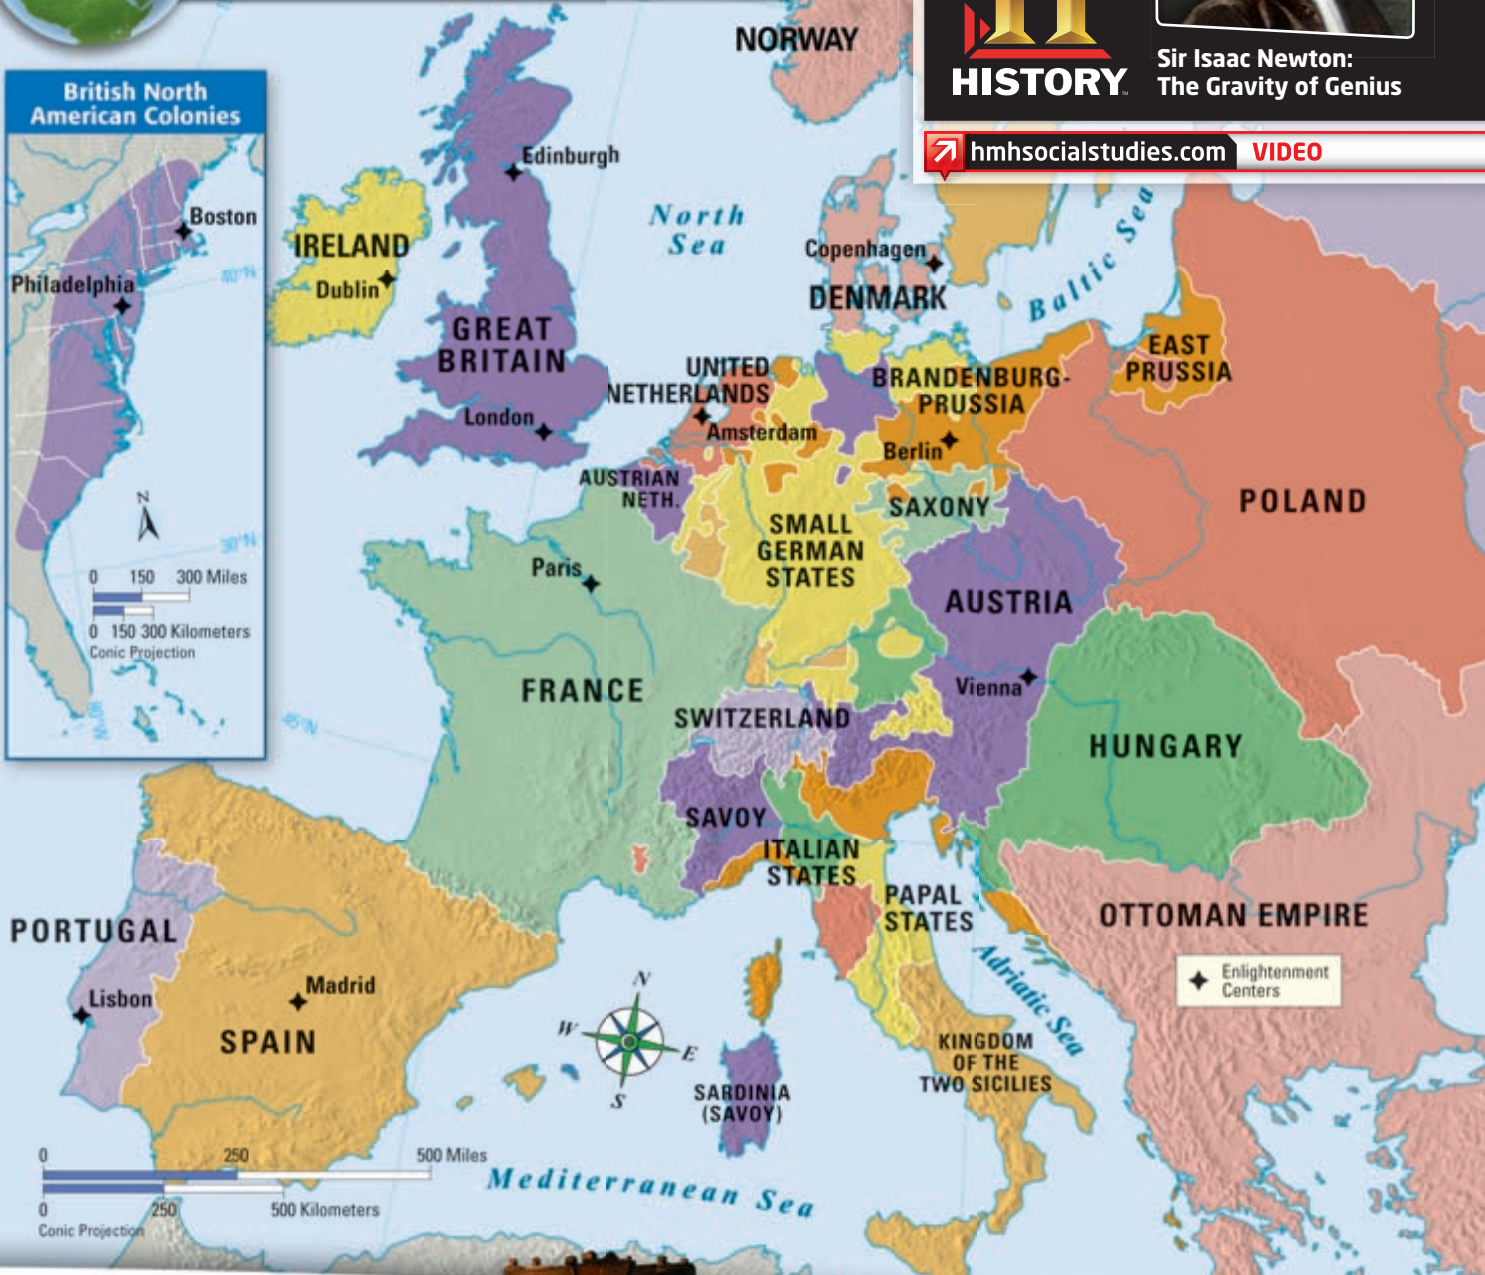 British North
American Colonies
Boston
40°N
Philadelphia
N
30°N
0 150 300 Miles
0 150 300 Kilometers
Conic Projection
80°W
HISTORY
Sir Isaac Newton:
The Gravity of Genius
hmhsocialstudies.com VIDEO
NORWAY
Edinburgh
North
Sea
IRELAND
Dublin
GREAT
BRITAIN
London
Copenhagen
DENMARK
Baltic Sea
UNITED
NETHERLANDS
Amsterdam
BRANDENBURG-
PRUSSIA
Berlin
EAST
PRUSSIA
AUSTRIAN
NETH.
SAXONY
POLAND
SMALL
GERMAN
STATES
Paris
AUSTRIA
FRANCE
Vienna
45°N
SWITZERLAND
HUNGARY
SAVOY
ITALIAN
STATES
PAPAL
STATES
OTTOMAN EMPIRE
PORTUGAL
Lisbon
Madrid
SPAIN
Adriatic Sea
Enlightenment
Centers
N
W
E
S
SARDINIA
(SAVOY)
KINGDOM
OF THE
TWO SICILIES
0 250 500 Miles
0 250 500 Kilometers
Conic Projection
Mediterranean Sea